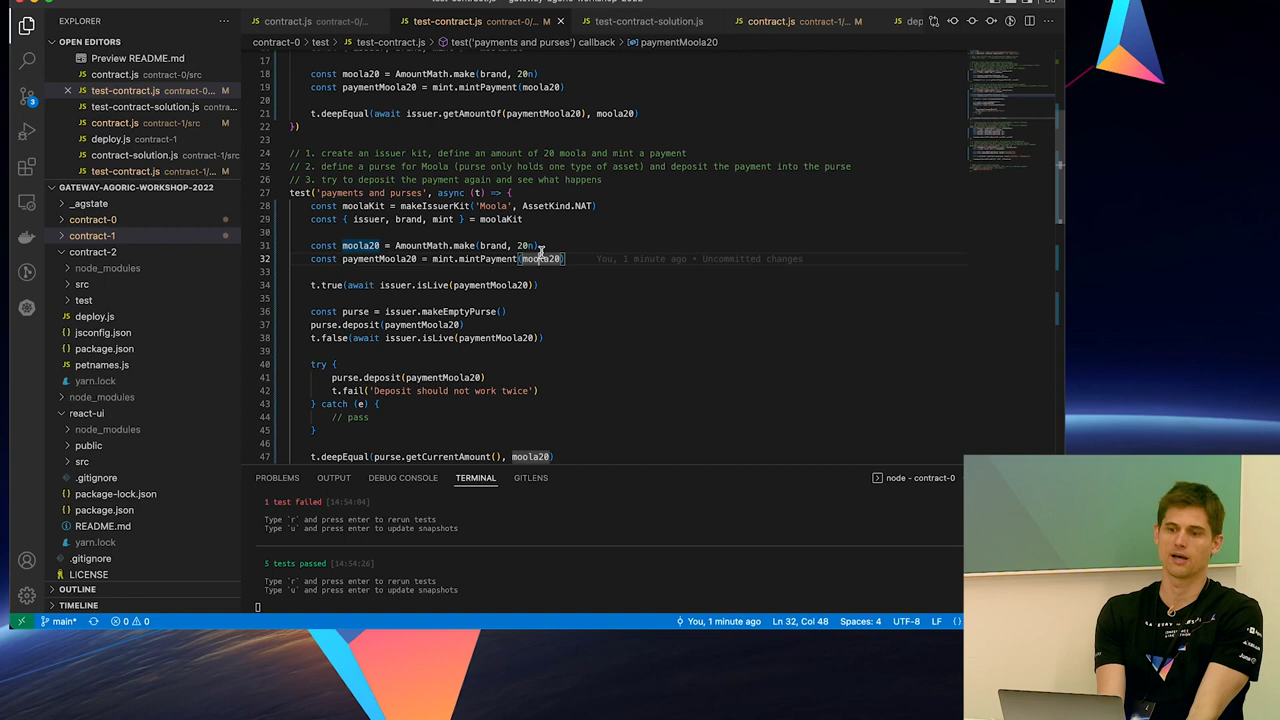 EXPLORER
OPEN EDITORS
Preview README.md
contract.js contract-0/src
test-contract.js contract-0...
test-contract-solution.js contra...
contract.js contract-1/... M
deploy.js contract-1
contract-solution.js contract-...
test-contract.js contract-1/... M
GATEWAY-AGORIC-WORKSHOP-2022
_agstate
contract-0
contract-1
contract-2
node_modules
src
test
deploy.js
jsconfig.json
package.json
petnames.js
yarn.lock
node_modules
react-ui
node_modules
public
src
.gitignore
package-lock.json
package.json
README.md
yarn.lock
.gitignore
LICENSE
OUTLINE
TIMELINE
contract.js contract-0/...
test-contract.js contract-0/... M
test-contract-solution.js
contract.js contract-1/... M
dep
contract-0 > test > test-contract.js > test('payments and purses') callback > paymentMoola20
17
18 const moola20 = AmountMath.make(brand, 20n)
19 const paymentMoola20 = mint.mintPayment(moola20)
20
21 t.deepEqual(await issuer.getAmountOf(paymentMoola20), moola20)
22 })
23
24 create an issuer kit, define an amount of 20 moola and mint a payment
25 define a purse for Moola (purse only holds one type of asset) and deposit the payment into the purse
26 try to deposit the payment again and see what happens
27 test('payments and purses', async (t) => {
28 const moolaKit = makeIssuerKit('Moola', AssetKind.NAT)
29 const { issuer, brand, mint } = moolaKit
30
31 const moola20 = AmountMath.make(brand, 20n)
32 const paymentMoola20 = mint.mintPayment(moola20) You, 1 minute ago • Uncommitted changes
33
34 t.true(await issuer.isLive(paymentMoola20))
35
36 const purse = issuer.makeEmptyPurse()
37 purse.deposit(paymentMoola20)
38 t.false(await issuer.isLive(paymentMoola20))
39
40 try {
41 purse.deposit(paymentMoola20)
42 t.fail('Deposit should not work twice')
43 } catch (e) {
44 // pass
45 }
46
47 t.deepEqual(purse.getCurrentAmount(), moola20)
PROBLEMS OUTPUT DEBUG CONSOLE TERMINAL GITLENS
node - contract-0
1 test failed [14:54:04]
Type `r` and press enter to rerun tests
Type `u` and press enter to update snapshots
5 tests passed [14:54:26]
Type `r` and press enter to rerun tests
Type `u` and press enter to update snapshots
3
main* 0 0 You, 1 minute ago Ln 32, Col 48 Spaces: 4 UTF-8 LF {}